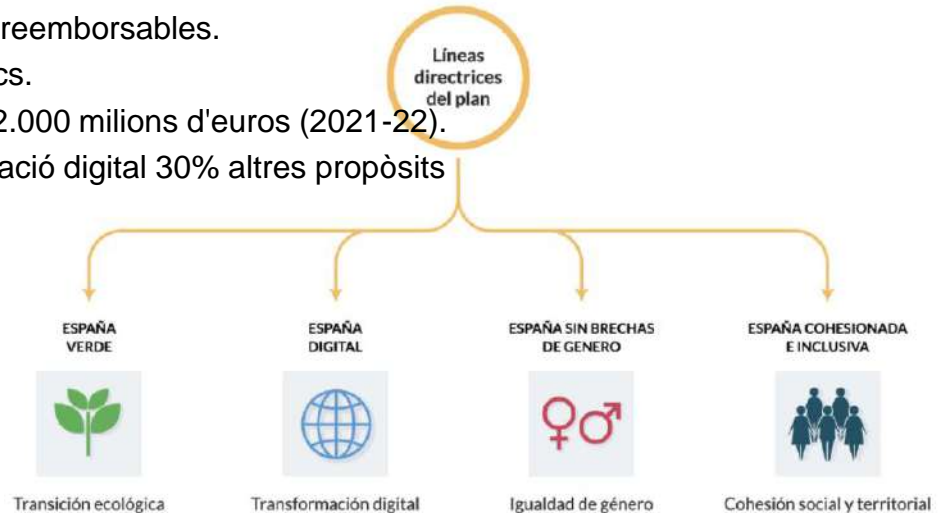 reemborsables.
cs.
2.000 milions d'euros (2021-22).
ació digital 30% altres propòsits
Líneas
directrices
del plan
ESPAÑA
VERDE
ESPAÑA
DIGITAL
ESPAÑA SIN BRECHAS
DE GENERO
ESPAÑA COHESIONADA
E INCLUSIVA
Transición ecológica
Transformación digital
Igualdad de género
Cohesión social y territorial